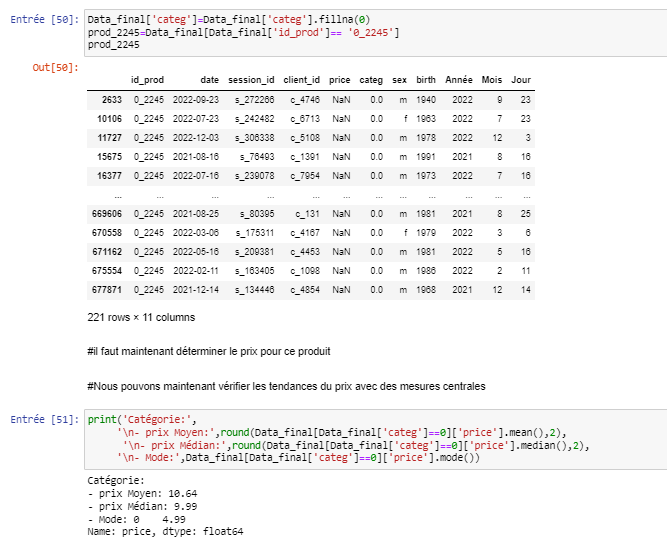 Entrée [50]: Data_final['categ']=Data_final['categ'].fillna(0)
prod_2245=Data_final[Data_final['id_prod']== '0_2245']
prod_2245
Out[50]:
id_prod date session_id client_id price categ sex birth Année Mois Jour
2633 0_2245 2022-09-23 s_272266 c_4746 NaN 0.0 m 1940 2022 9 23
10106 0_2245 2022-07-23 s_242482 c_6713 NaN 0.0 f 1963 2022 7 23
11727 0_2245 2022-12-03 s_306338 c_5108 NaN 0.0 m 1978 2022 12 3
15675 0_2245 2021-08-16 s_76493 c_1391 NaN 0.0 m 1991 2021 8 16
16377 0_2245 2022-07-16 s_239078 c_7954 NaN 0.0 m 1973 2022 7 16
... ... ... ... ... ... ... ... ... ... ... ...
669606 0_2245 2021-08-25 s_80395 c_131 NaN 0.0 m 1981 2021 8 25
670558 0_2245 2022-03-06 s_175311 c_4167 NaN 0.0 f 1979 2022 3 6
671162 0_2245 2022-05-16 s_209381 c_4453 NaN 0.0 m 1981 2022 5 16
675554 0_2245 2022-02-11 s_163405 c_1098 NaN 0.0 m 1986 2022 2 11
677871 0_2245 2021-12-14 s_134446 c_4854 NaN 0.0 m 1968 2021 12 14
221 rows × 11 columns
#il faut maintenant déterminer le prix pour ce produit
#Nous pouvons maintenant vérifier les tendances du prix avec des mesures centrales
Entrée [51]: print('Catégorie:',
'\n- prix Moyen:',round(Data_final[Data_final['categ']==0]['price'].mean(),2),
'\n- prix Médian:',round(Data_final[Data_final['categ']==0]['price'].median(),2),
'\n- Mode:',Data_final[Data_final['categ']==0]['price'].mode())
Catégorie:
- prix Moyen: 10.64
- prix Médian: 9.99
- Mode: 0    4.99
Name: price, dtype: float64